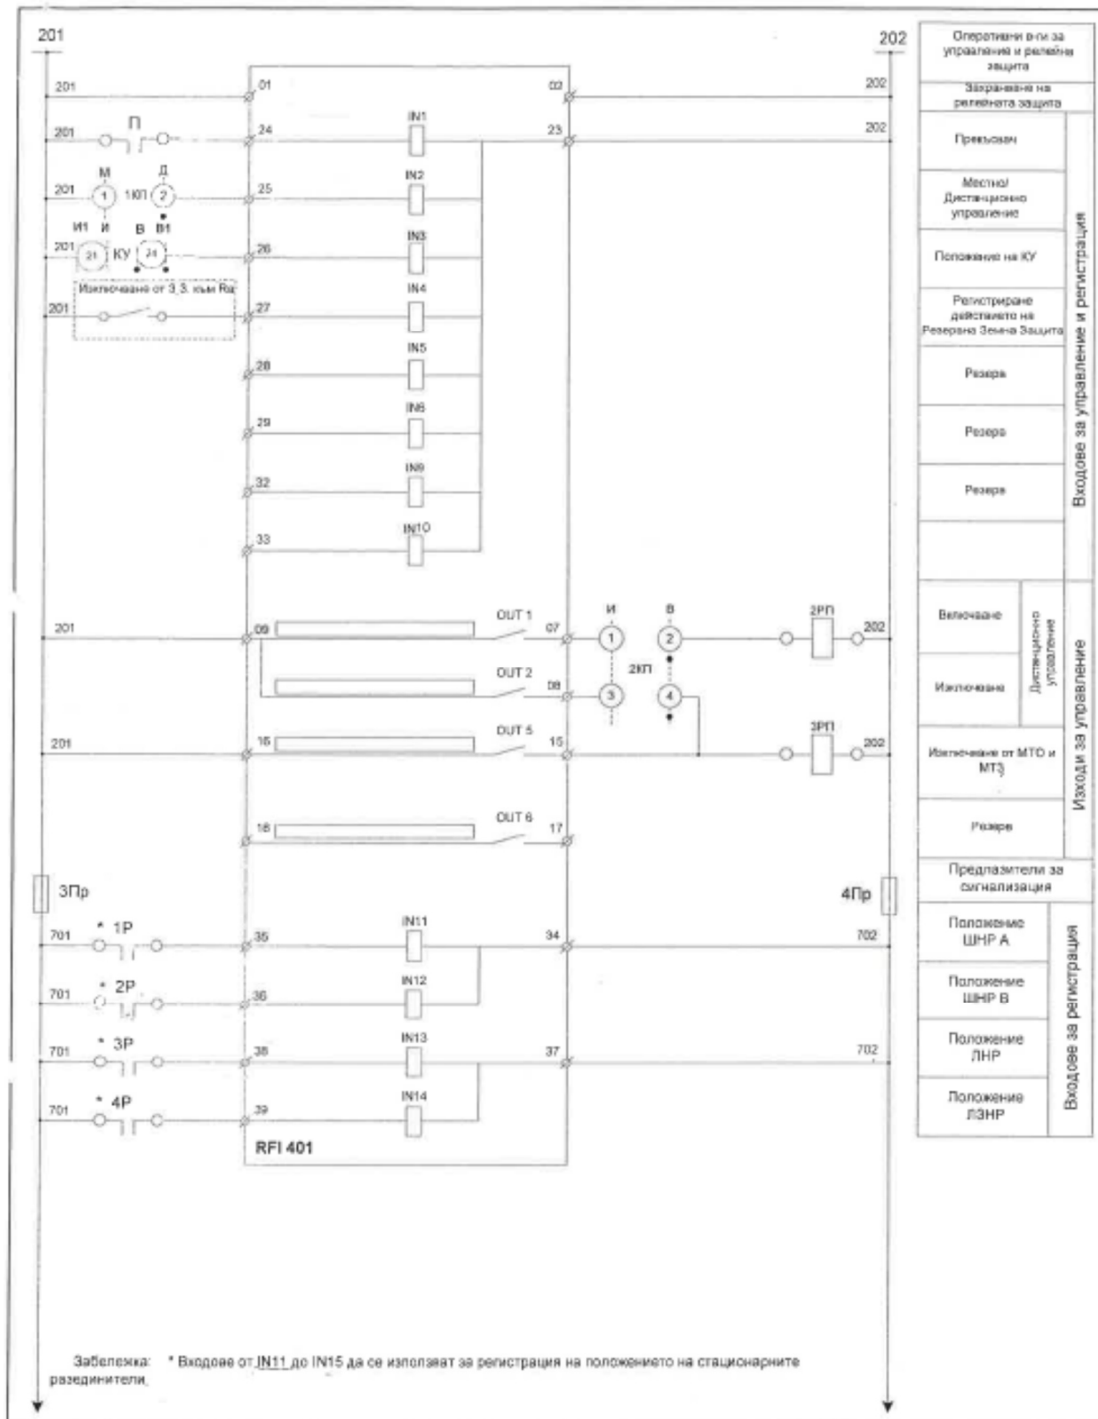 201
202
201
01
02
202
201
П
24
IN1
23
202
М
Д
201
1
1КП
2
25
IN2
И1
И
В
В1
201
21
КУ
24
26
IN3
Изключване от З.З. към Ra
201
27
IN4
28
IN5
29
IN6
32
IN9
33
IN10
201
09
OUT 1
07
И
В
1
2
2РП
202
OUT 2
08
2КП
3
4
201
16
OUT 5
15
3РП
202
18
OUT 6
17
3Пр
4Пр
701
* 1Р
35
IN11
34
702
701
* 2Р
36
IN12
701
* 3Р
38
IN13
37
702
701
* 4Р
39
IN14
RFI 401
Оперативни в-ги за
управление и релейна
защита
Захранване на
релейната защита
Прекъсвач
Местно/
Дистанционно
управление
Положение на КУ
Регистриране
действието на
Резервна Земна Защита
Резерв
Резерв
Резерв
Входове за управление и регистрация
Включване
Изключване
Дистанционно
управление
Изключване от МТО и
МТЗ
Резерв
Изходи за управление
Предпазители за
сигнализация
Положение
ШНР А
Положение
ШНР В
Положение
ЛНР
Положение
ЛЗНР
Входове за регистрация
Забележка: * Входове от IN11 до IN15 да се използват за регистрация на положението на стационарните
разединители.